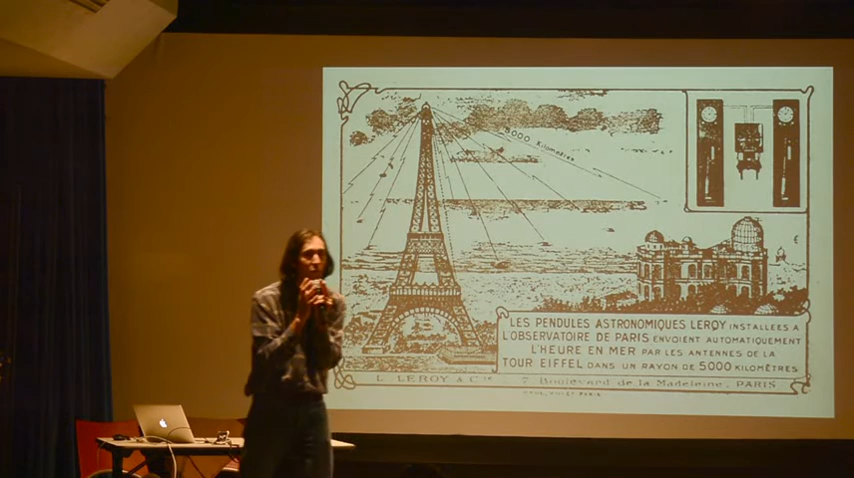 5000 Kilomètres
LES PENDULES ASTRONOMIQUES LEROY INSTALLEES A
L'OBSERVATOIRE DE PARIS ENVOIENT AUTOMATIQUEMENT
L'HEURE EN MER PAR LES ANTENNES DE LA
TOUR EIFFEL DANS UN RAYON DE 5000 KILOMÈTRES
L. LEROY & Cie 7, Boulevard de la Madeleine, PARIS